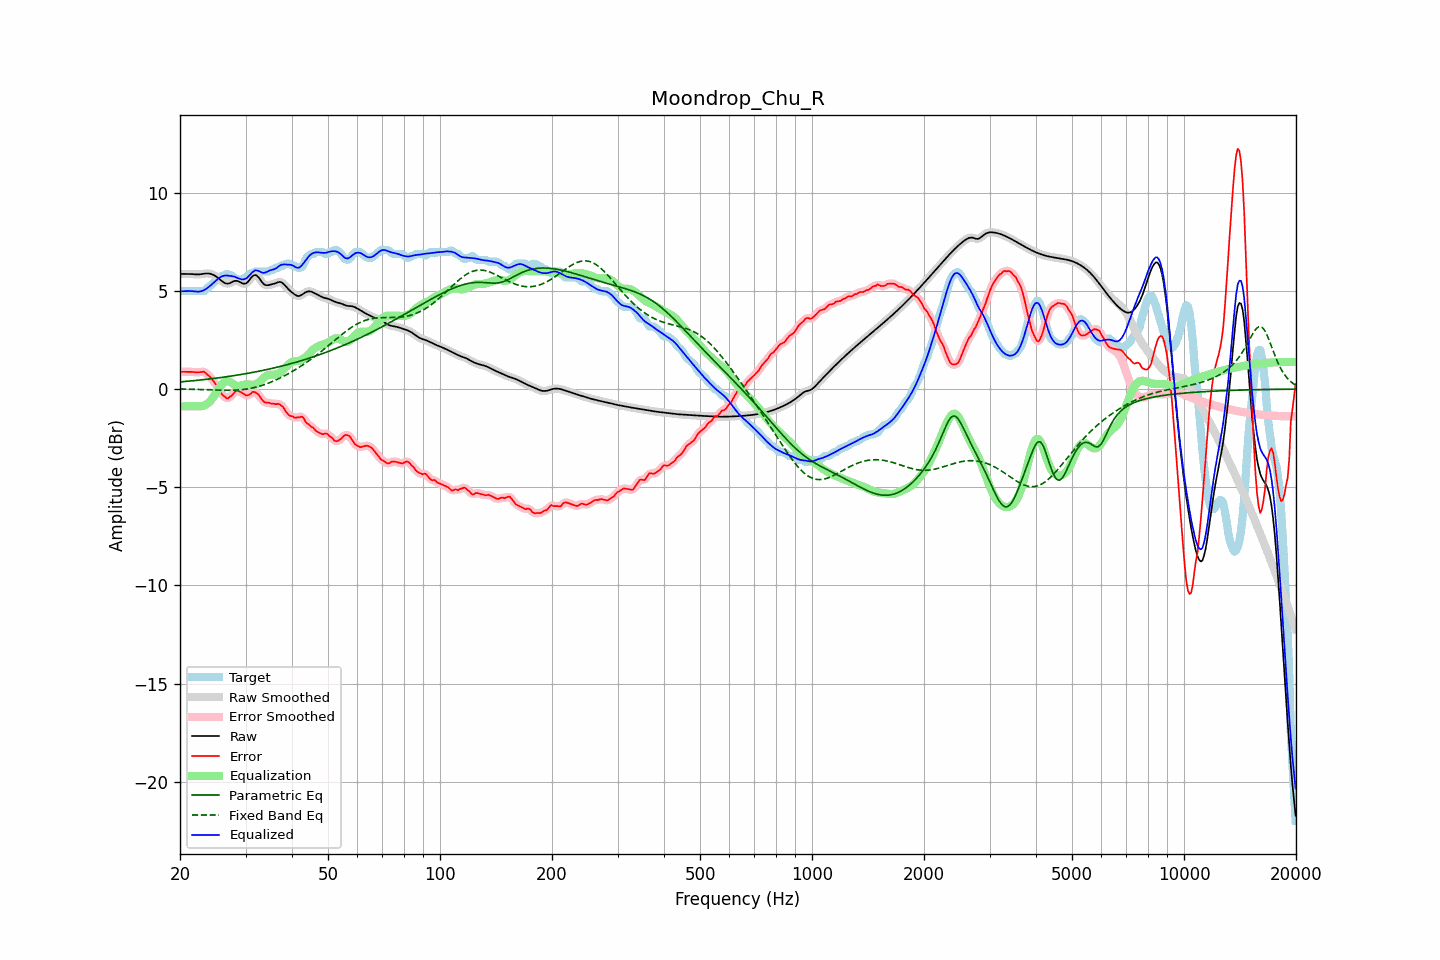 Moondrop_Chu_R
Amplitude (dBr)
10
5
0
−5
−10
−15
−20
Target
Raw Smoothed
Error Smoothed
Raw
Error
Equalization
Parametric Eq
Fixed Band Eq
Equalized
20 50 100 200 500 1000 2000 5000 10000 20000
Frequency (Hz)